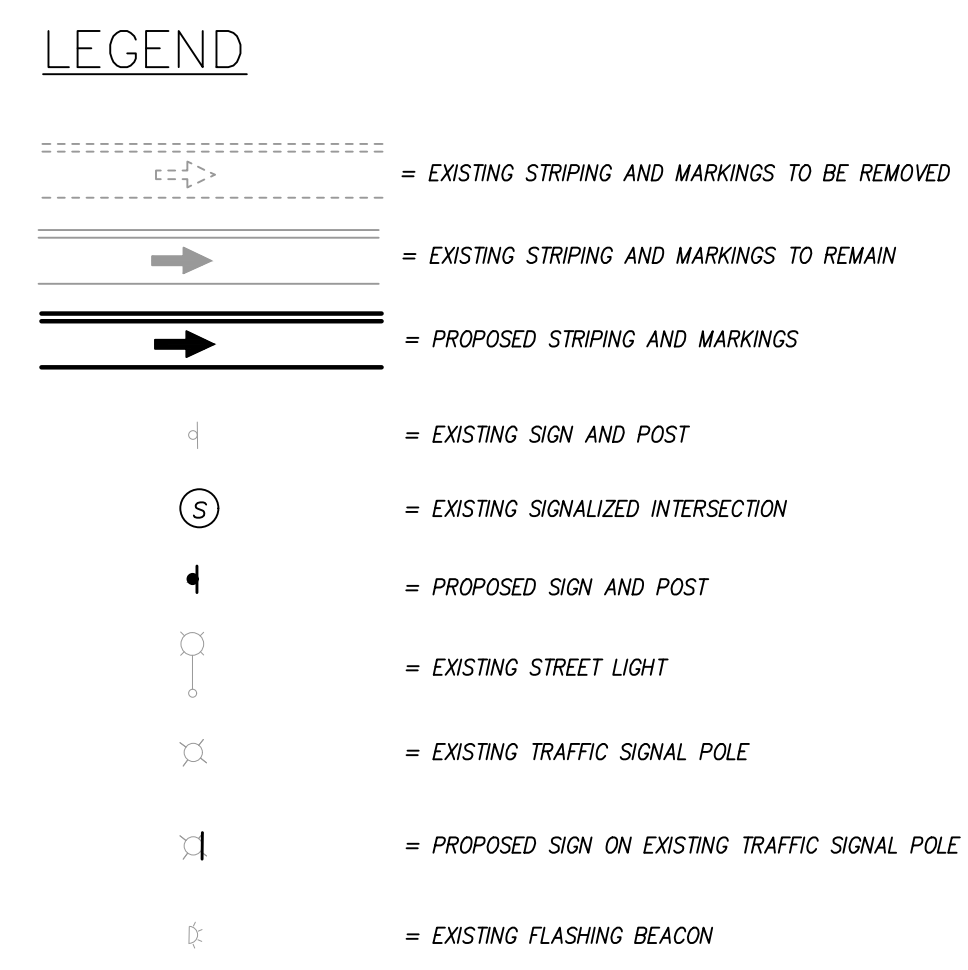 LEGEND
= EXISTING STRIPING AND MARKINGS TO BE REMOVED
= EXISTING STRIPING AND MARKINGS TO REMAIN
= PROPOSED STRIPING AND MARKINGS
= EXISTING SIGN AND POST
S = EXISTING SIGNALIZED INTERSECTION
= PROPOSED SIGN AND POST
= EXISTING STREET LIGHT
= EXISTING TRAFFIC SIGNAL POLE
= PROPOSED SIGN ON EXISTING TRAFFIC SIGNAL POLE
= EXISTING FLASHING BEACON